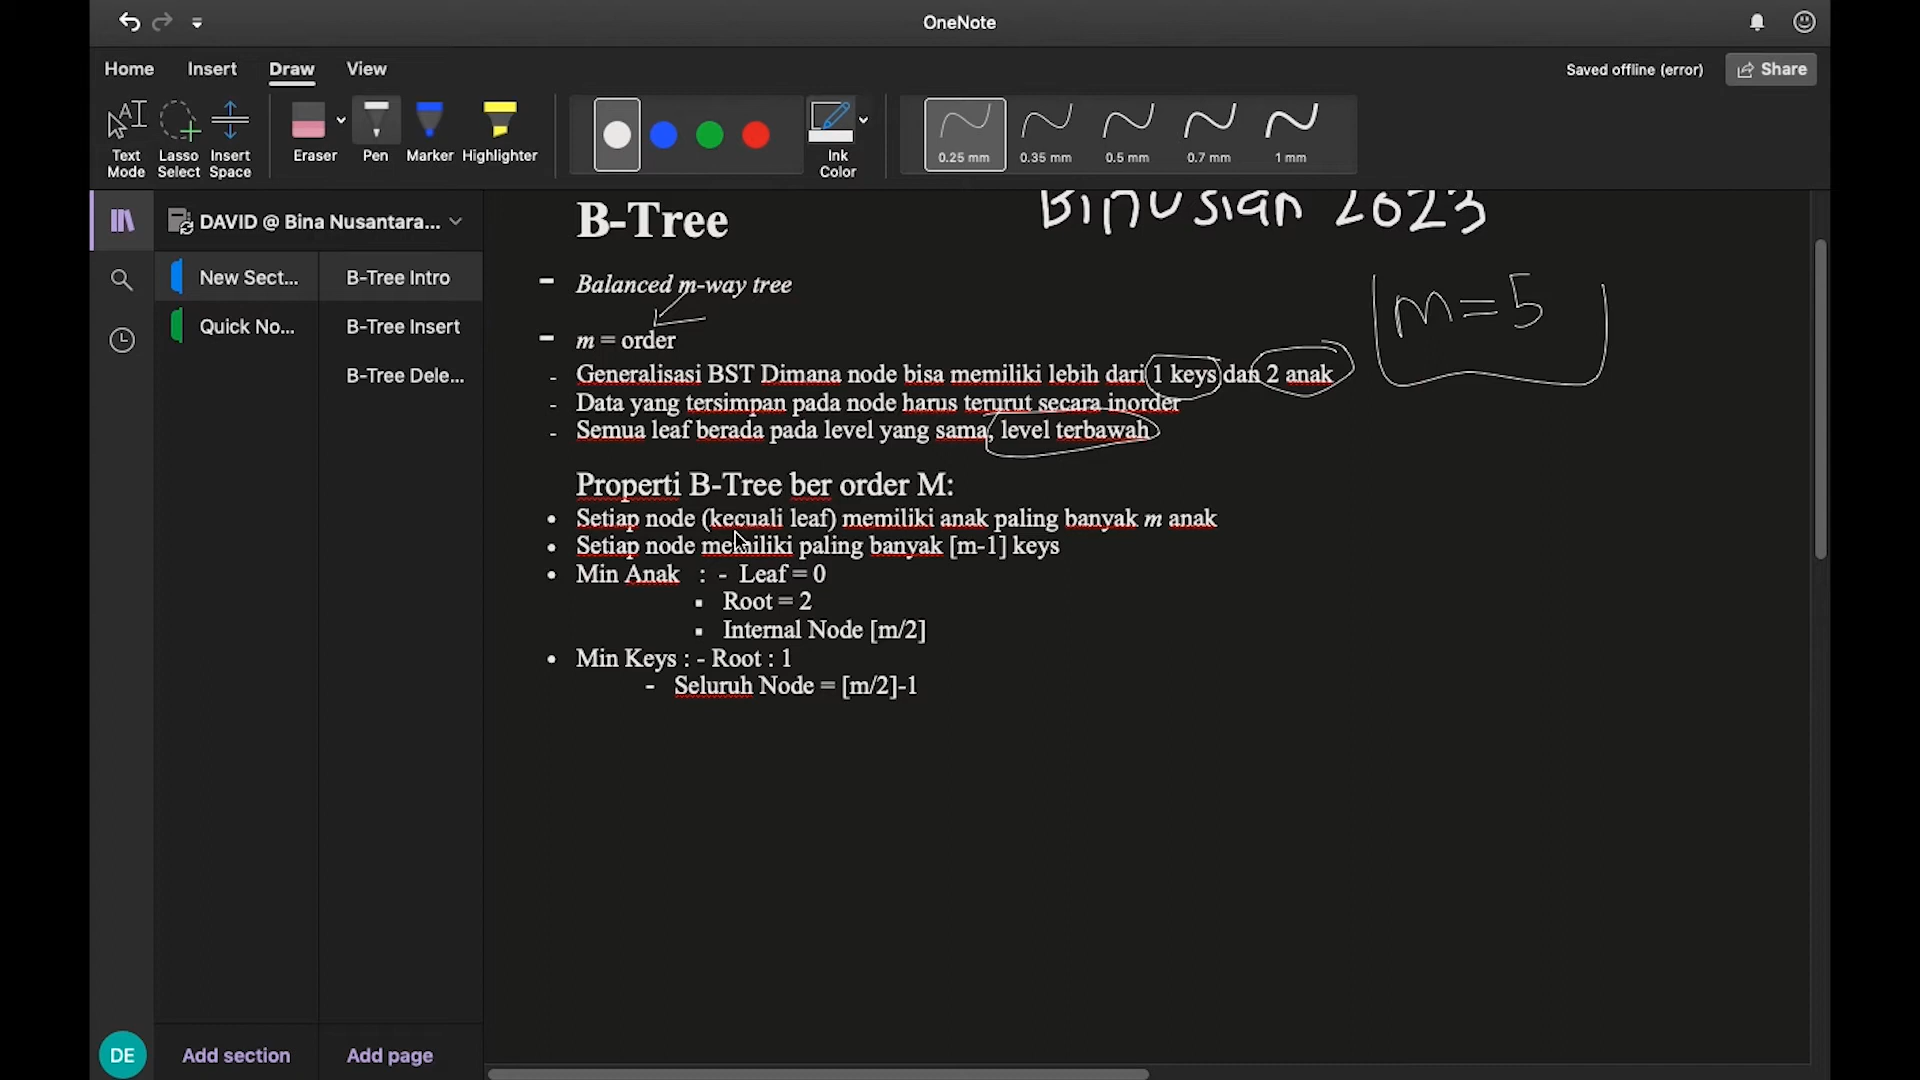 OneNote
Home Insert Draw View
Saved offline (error) Share
Text Mode
Lasso Select
Insert Space
Eraser
Pen
Marker
Highlighter
Ink Color
0.25 mm 0.35 mm 0.5 mm 0.7 mm 1 mm
DAVID @ Bina Nusantara...
New Sect...
Quick No...
B-Tree Intro
B-Tree Insert
B-Tree Dele...
Binusian 2023
B-Tree
- Balanced m-way tree
m=5
- m = order
- Generalisasi BST Dimana node bisa memiliki lebih dari 1 keys dan 2 anak
- Data yang tersimpan pada node harus terurut secara inorder
- Semua leaf berada pada level yang sama, level terbawah
Properti B-Tree ber order M:
• Setiap node (kecuali leaf) memiliki anak paling banyak m anak
• Setiap node memiliki paling banyak [m-1] keys
• Min Anak : - Leaf = 0
▪ Root = 2
▪ Internal Node [m/2]
• Min Keys : - Root : 1
- Seluruh Node = [m/2]-1
DE
Add section
Add page